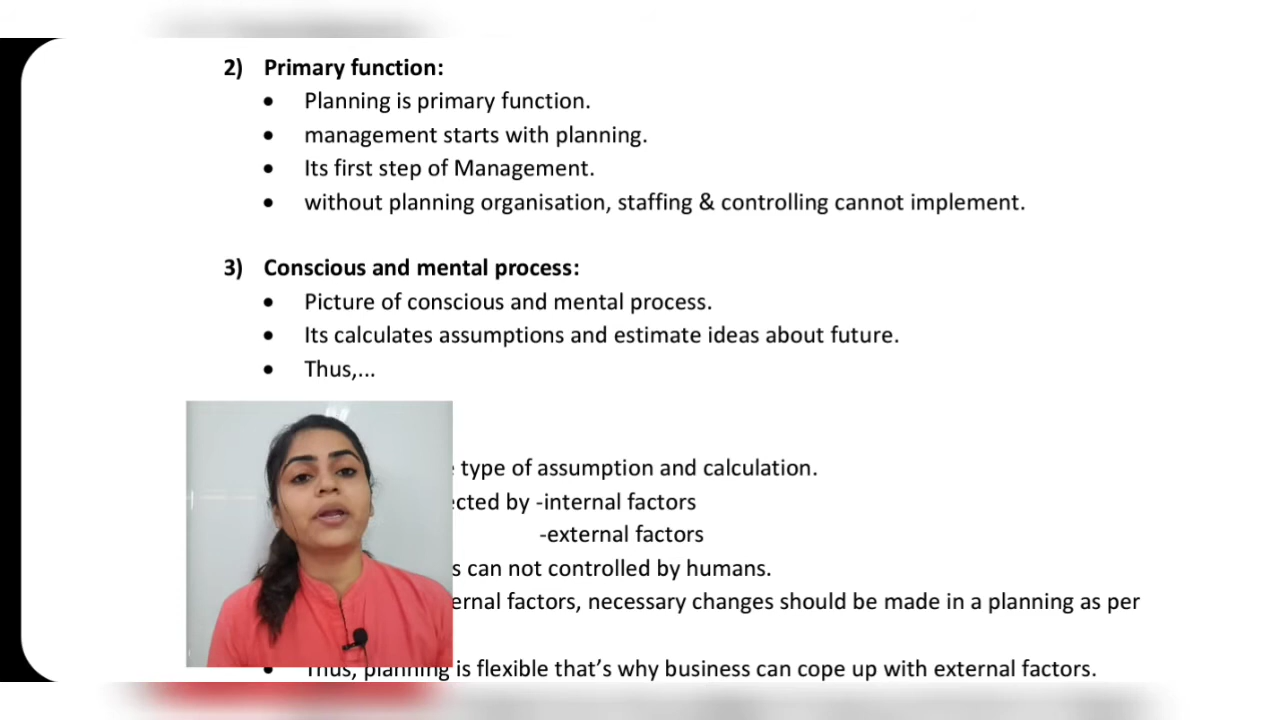 2) Primary function:
• Planning is primary function.
• management starts with planning.
• Its first step of Management.
• without planning organisation, staffing & controlling cannot implement.
3) Conscious and mental process:
• Picture of conscious and mental process.
• Its calculates assumptions and estimate ideas about future.
• Thus,...
type of assumption and calculation.
by -internal factors
-external factors
can not controlled by humans.
factors, necessary changes should be made in a planning as per
• Thus, planning is flexible that's why business can cope up with external factors.